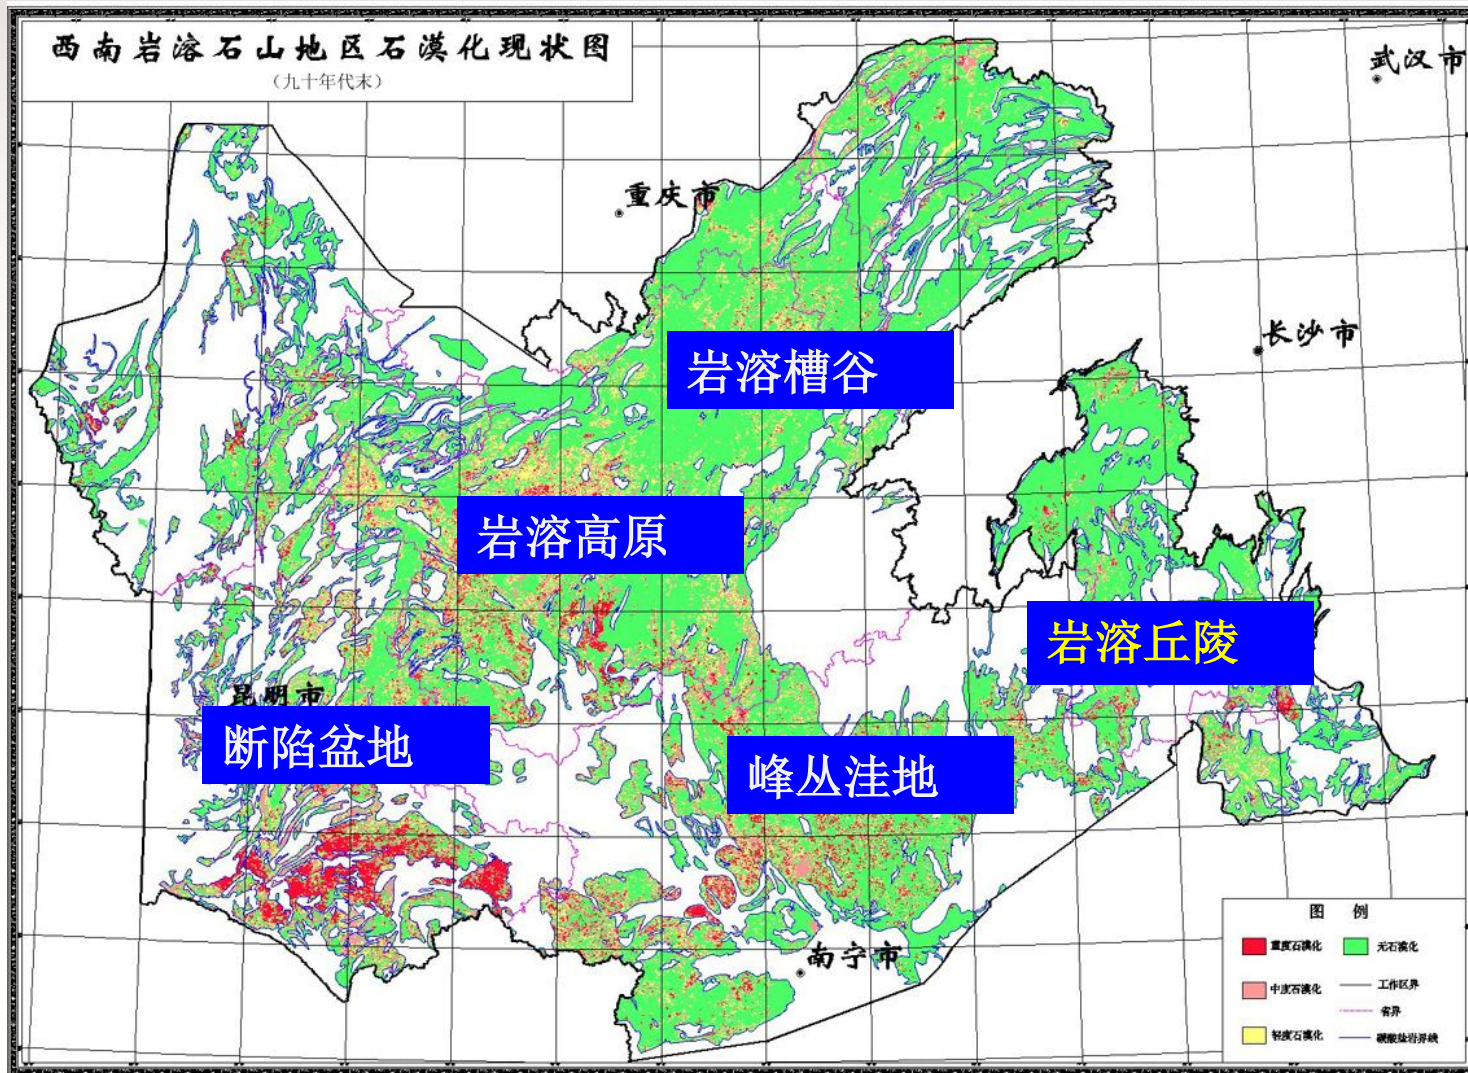 西南岩溶石山地区石漠化现状图
（九十年代末）
武汉市
重庆市
长沙市
岩溶槽谷
岩溶高原
岩溶丘陵
昆明市
断陷盆地
峰丛洼地
南宁市
图 例
重度石漠化
无石漠化
中度石漠化
工作区界
省界
轻度石漠化
碳酸盐岩界线